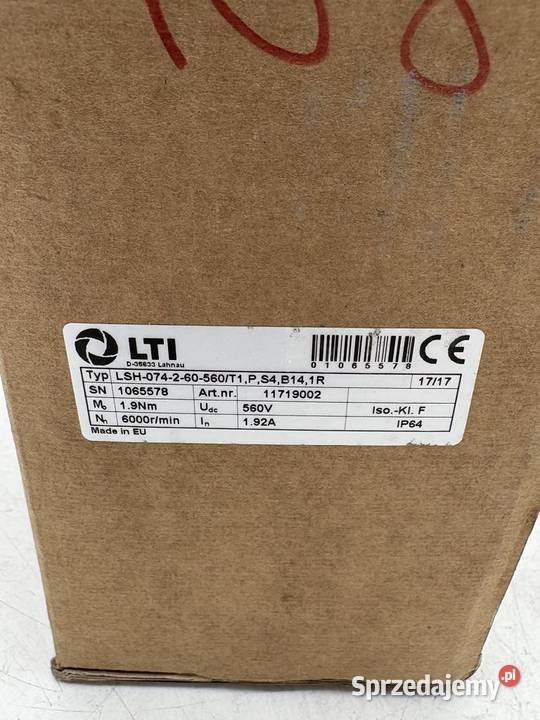 108
LTI
D-35633 Lahnau
01065578
CE
Typ LSH-074-2-60-560/T1,P,S4,B14,1R 17/17
SN 1065578 Art.nr. 11719002
M₀ 1.9Nm U_dc 560V Iso.-Kl. F
Nₙ 6000r/min Iₙ 1.92A IP64
Made in EU
Sprzedajemy.pl